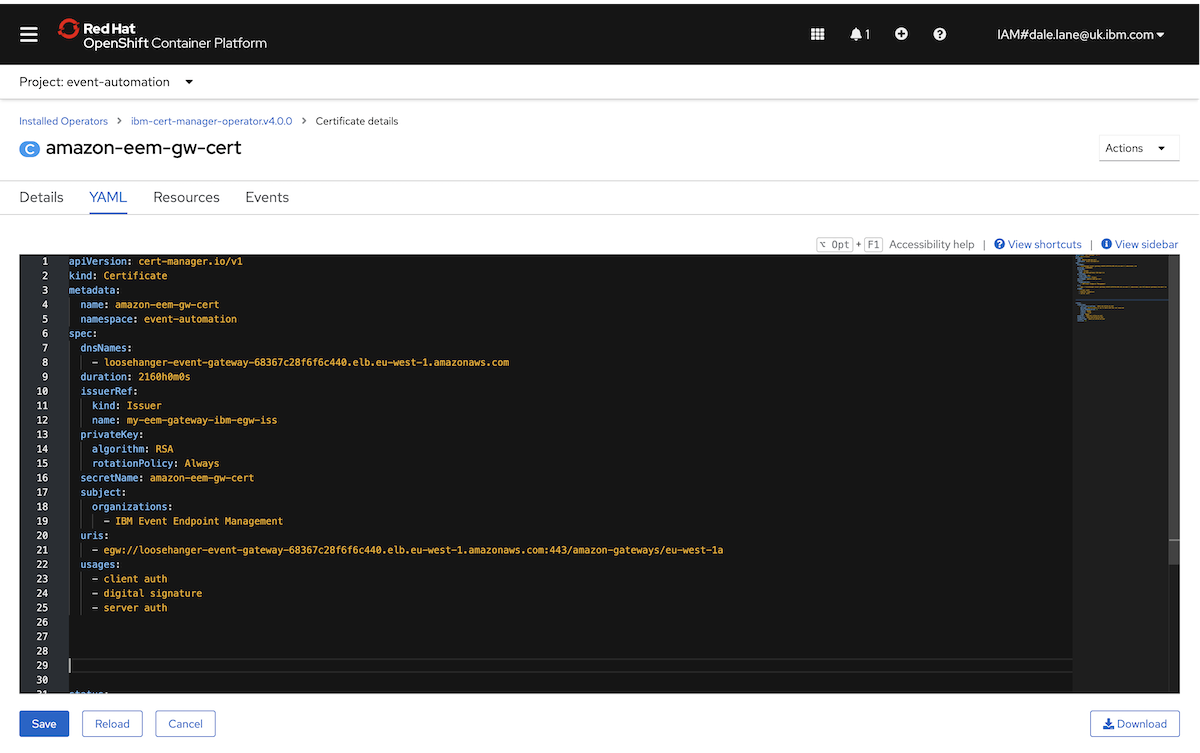 Red Hat
OpenShift Container Platform
1
IAM#dale.lane@uk.ibm.com
Project: event-automation
Installed Operators > ibm-cert-manager-operator.v4.0.0 > Certificate details
C amazon-eem-gw-cert
Actions
Details YAML Resources Events
⌥ Opt + F1 Accessibility help | View shortcuts | View sidebar
1 apiVersion: cert-manager.io/v1
2 kind: Certificate
3 metadata:
4   name: amazon-eem-gw-cert
5   namespace: event-automation
6 spec:
7   dnsNames:
8     - loosehanger-event-gateway-68367c28f6f6c440.elb.eu-west-1.amazonaws.com
9   duration: 2160h0m0s
10   issuerRef:
11     kind: Issuer
12     name: my-eem-gateway-ibm-egw-iss
13   privateKey:
14     algorithm: RSA
15     rotationPolicy: Always
16   secretName: amazon-eem-gw-cert
17   subject:
18     organizations:
19       - IBM Event Endpoint Management
20   uris:
21     - egw://loosehanger-event-gateway-68367c28f6f6c440.elb.eu-west-1.amazonaws.com:443/amazon-gateways/eu-west-1a
22   usages:
23     - client auth
24     - digital signature
25     - server auth
26
27
28
29
30
31 status:
Save Reload Cancel Download